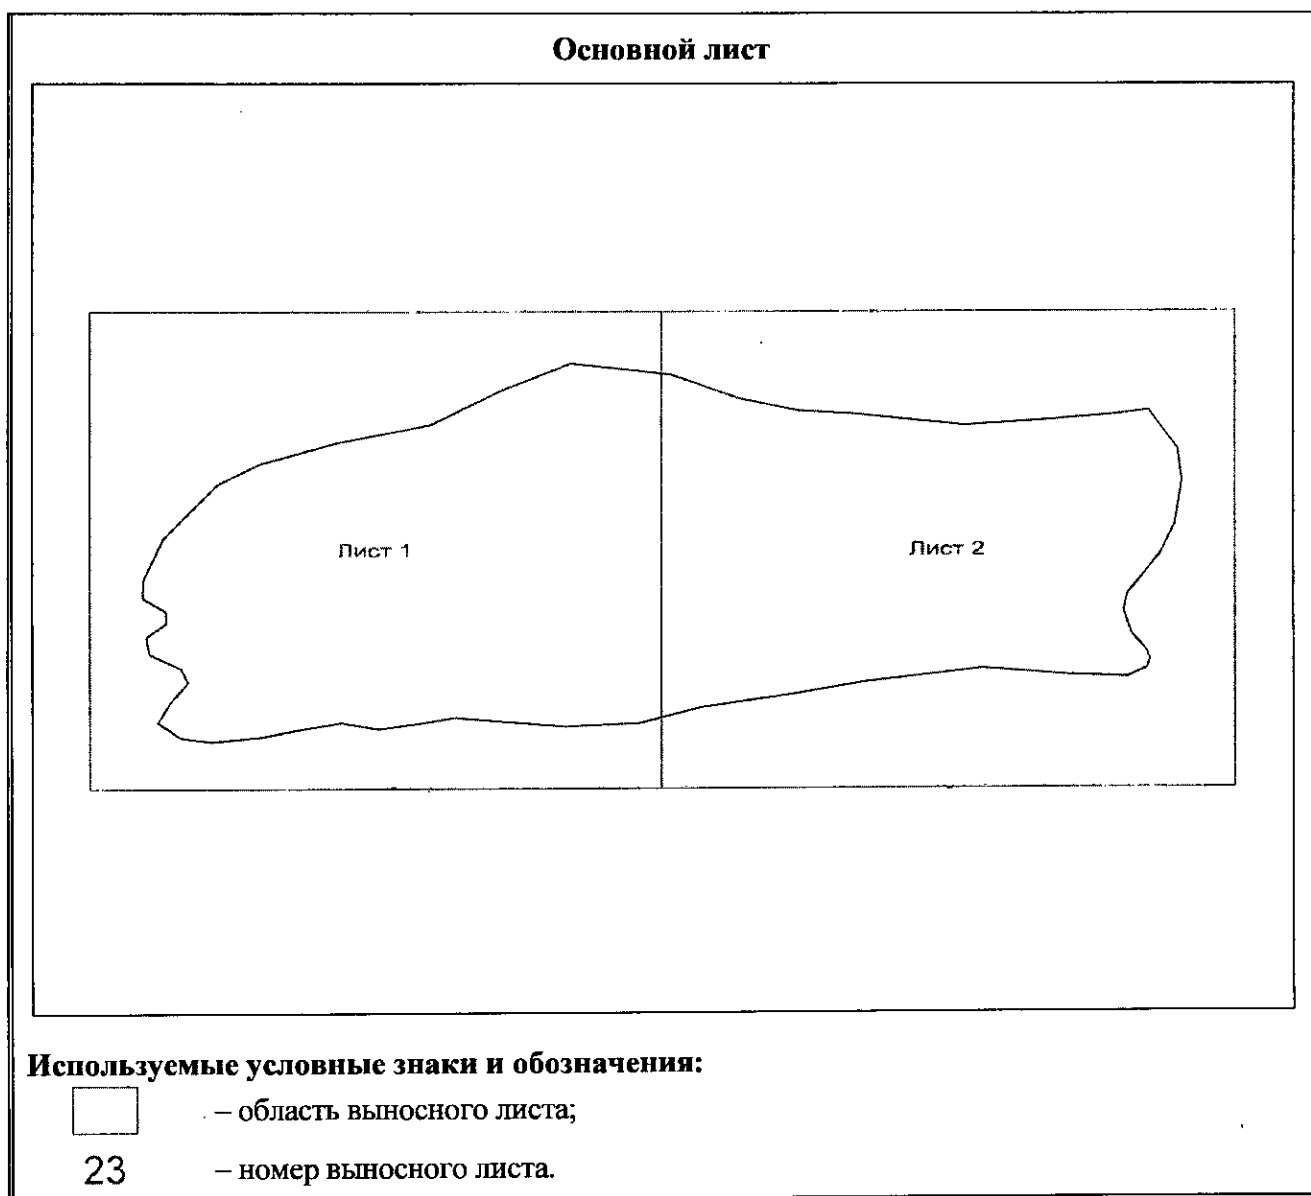 Основной лист
Лист 1
Лист 2
Используемые условные знаки и обозначения:
– область выносного листа;
23 – номер выносного листа.